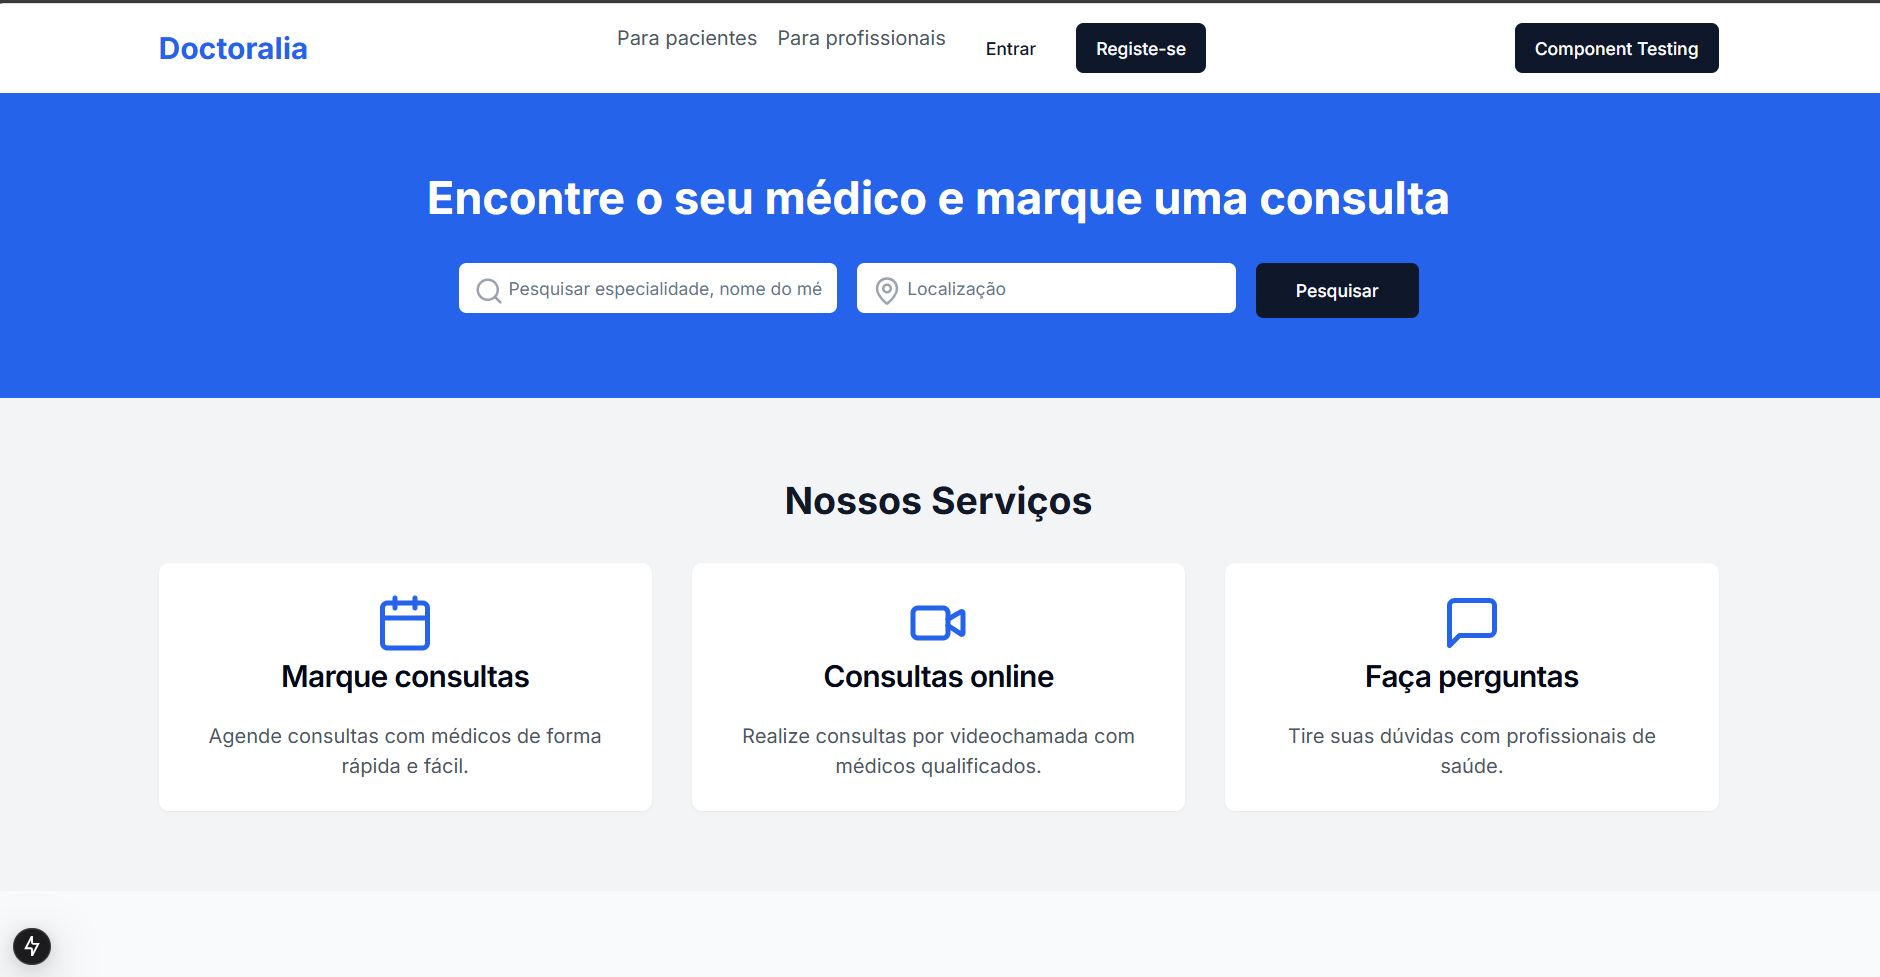 Doctoralia
Para pacientes
Para profissionais
Entrar
Registe-se
Component Testing
Encontre o seu médico e marque uma consulta
Pesquisar especialidade, nome do mé
Localização
Pesquisar
Nossos Serviços
Marque consultas
Agende consultas com médicos de forma
rápida e fácil.
Consultas online
Realize consultas por videochamada com
médicos qualificados.
Faça perguntas
Tire suas dúvidas com profissionais de
saúde.